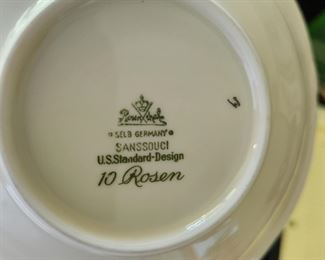 Rosenthal
SELB GERMANY
SANSSOUCI
U.S. Standard-Design
10 Rosen